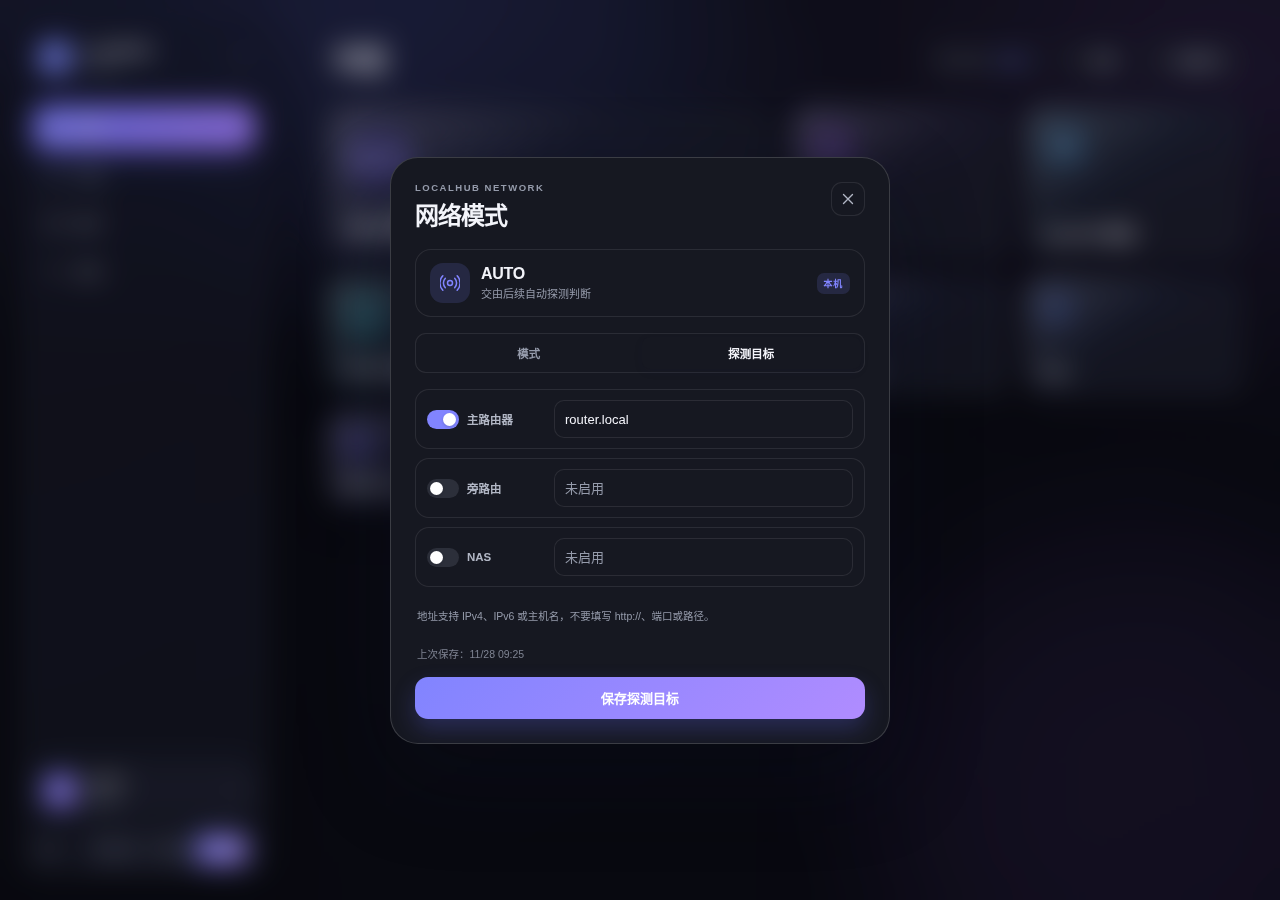 LOCALHUB NETWORK
网络模式
AUTO
交由后续自动探测判断
本机
模式
探测目标
主路由器
router.local
旁路由
未启用
NAS
未启用
地址支持 IPv4、IPv6 或主机名，不要填写 http://、端口或路径。
上次保存：11/28 09:25
保存探测目标